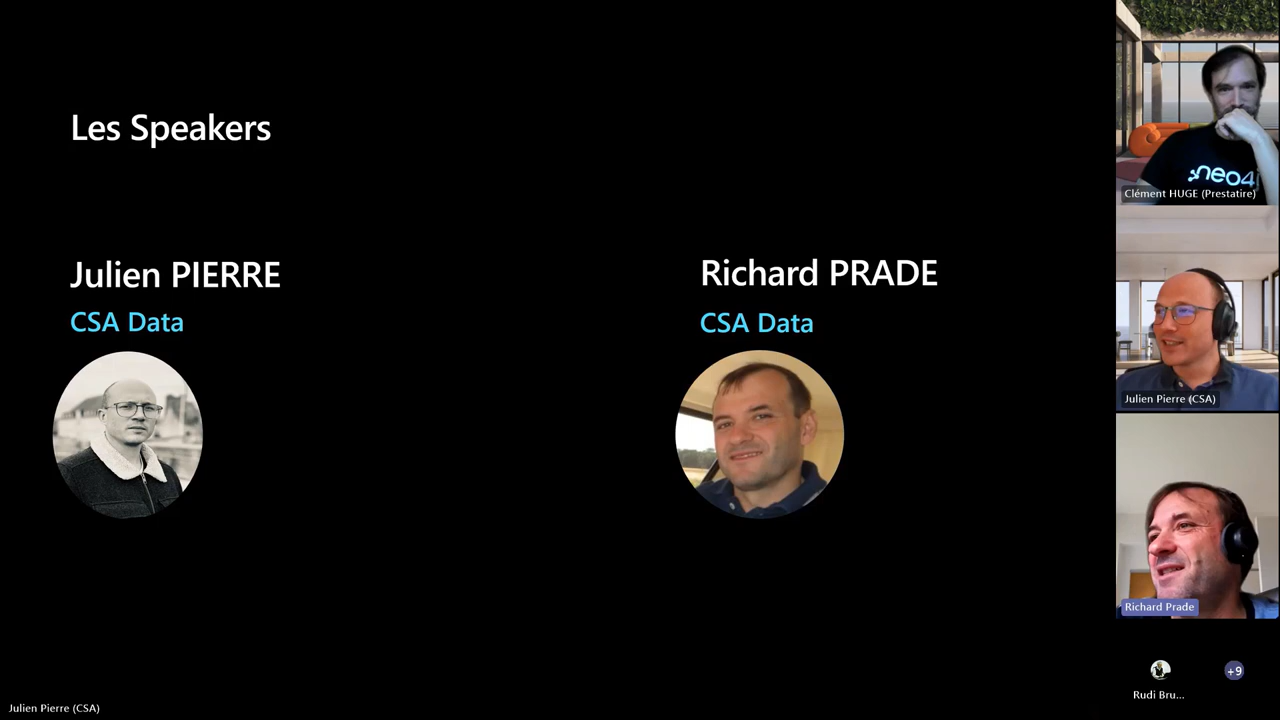 Les Speakers
Julien PIERRE
CSA Data
Richard PRADE
CSA Data
neo4
Clément HUGE (Prestatire)
Julien Pierre (CSA)
Richard Prade
+9
Rudi Bru...
Julien Pierre (CSA)